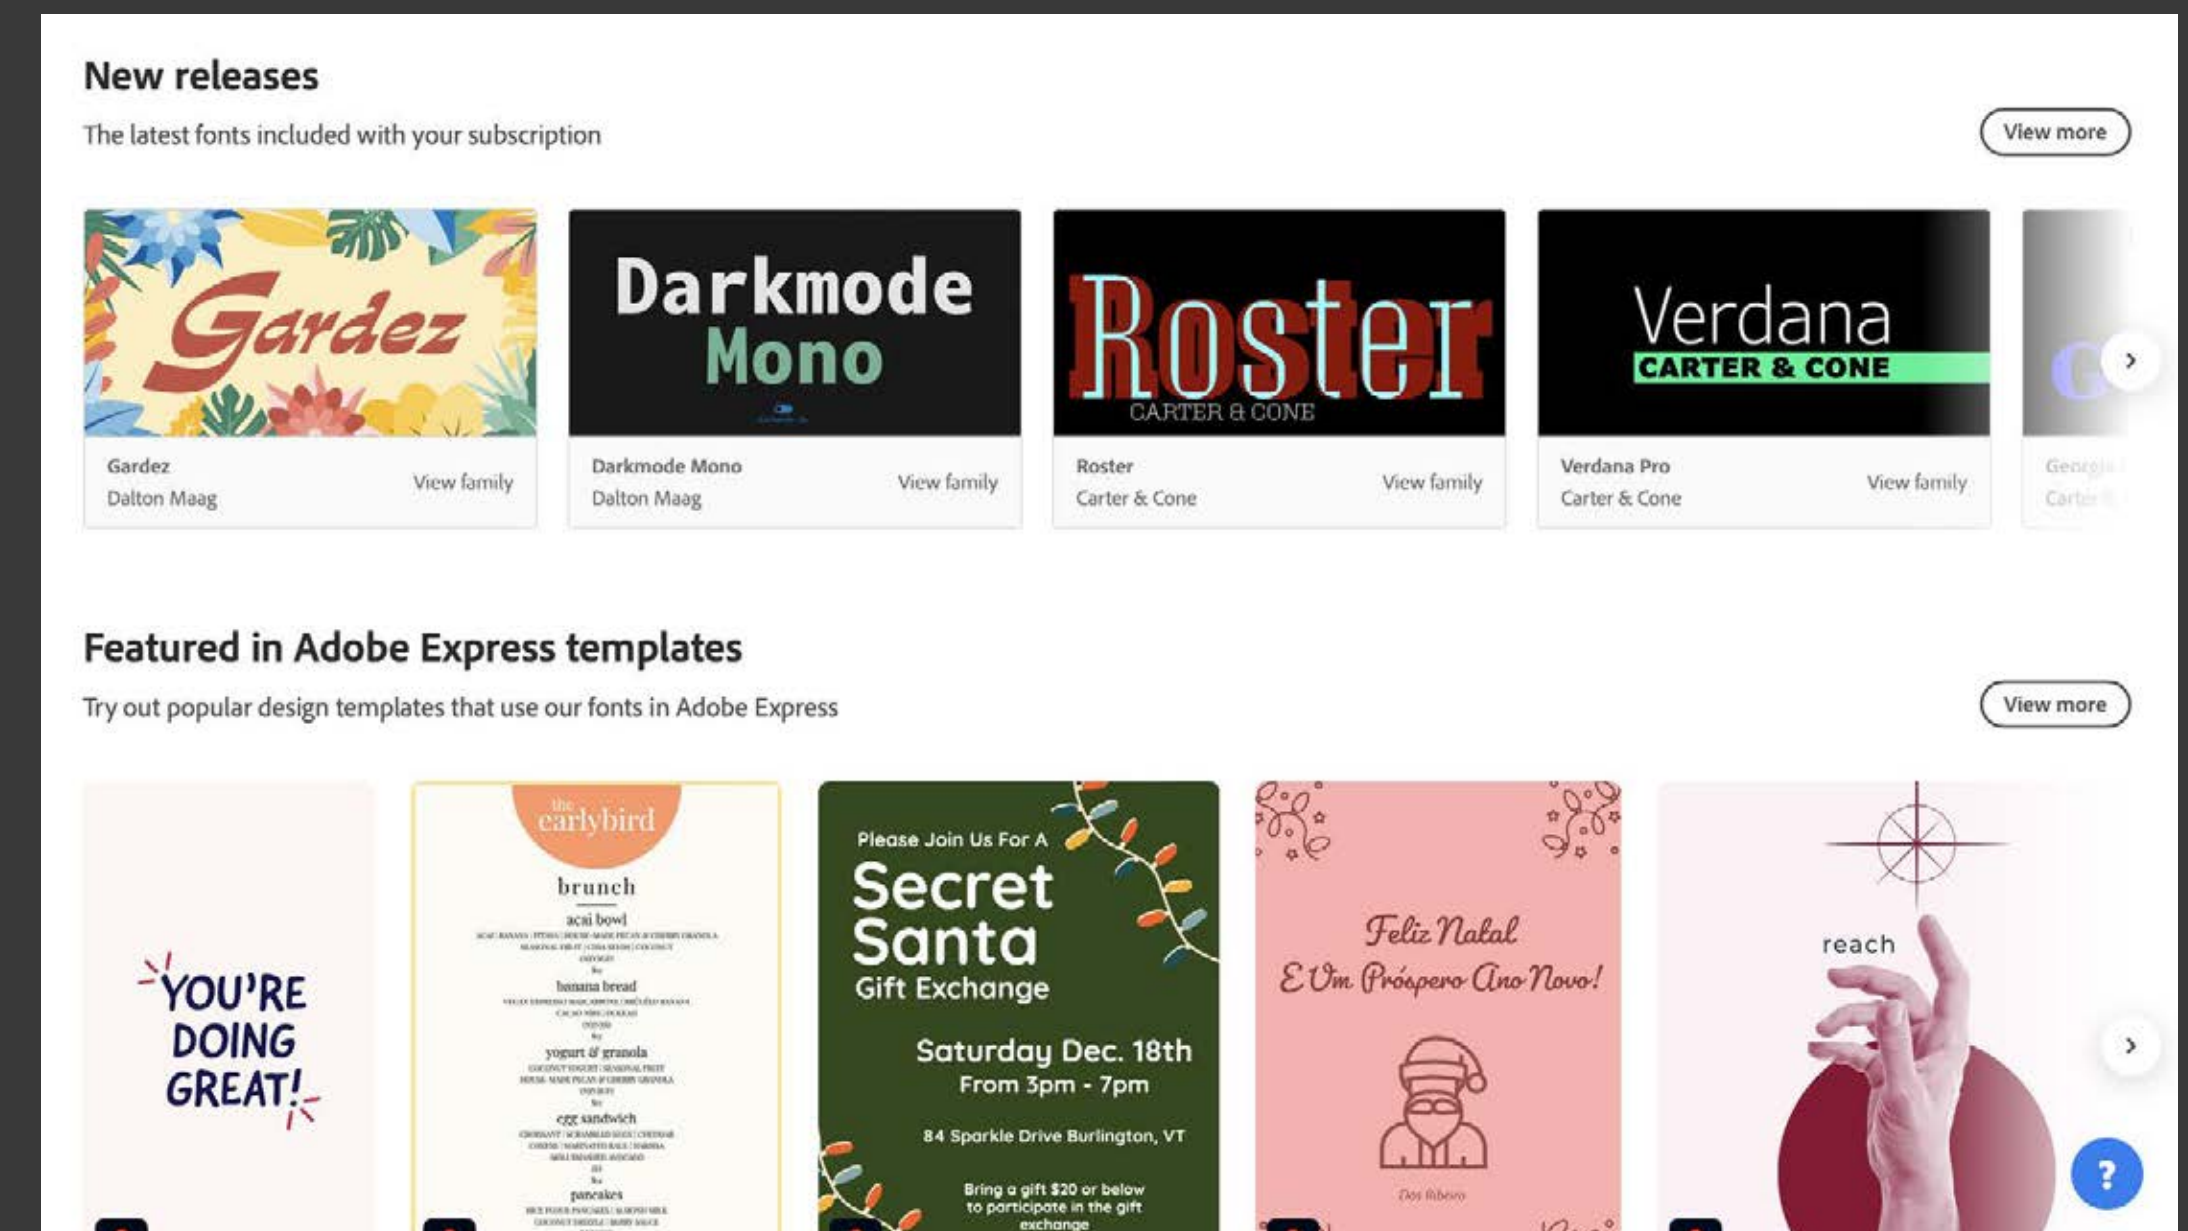 New releases
The latest fonts included with your subscription
View more
Gardez
Darkmode
Mono
Roster
CARTER & CONE
Verdana
CARTER & CONE
G
Gardez
Dalton Maag
View family
Darkmode Mono
Dalton Maag
View family
Roster
Carter & Cone
View family
Verdana Pro
Carter & Cone
View family
Georgia
Carter &
Featured in Adobe Express templates
Try out popular design templates that use our fonts in Adobe Express
View more
YOU'RE
DOING
GREAT!
the
earlybird
brunch
acai bowl
banana bread
yogurt & granola
egg sandwich
pancakes
Please Join Us For A
Secret
Santa
Gift Exchange
Saturday Dec. 18th
From 3pm - 7pm
84 Sparkle Drive Burlington, VT
Bring a gift $20 or below
to participate in the gift
exchange
Feliz Natal
E Um Próspero Ano Novo!
Dos Ribeiro
reach
?